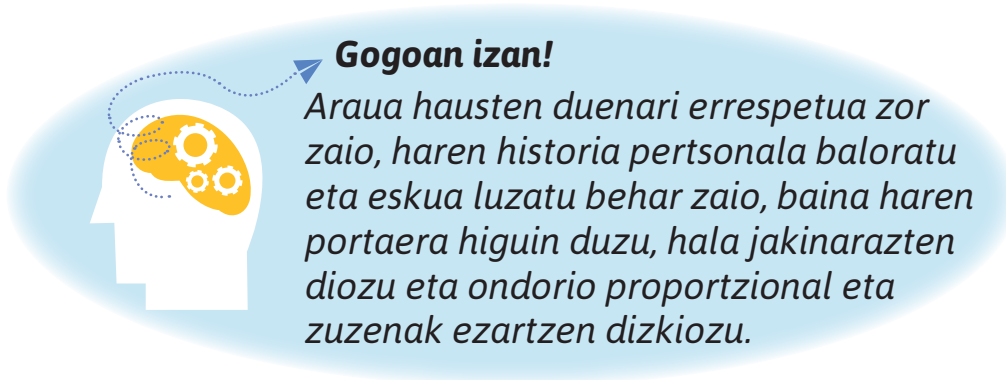 Gogoan izan!
Araua hausten duenari errespetua zor
zaio, haren historia pertsonala baloratu
eta eskua luzatu behar zaio, baina haren
portaera higuin duzu, hala jakinarazten
diozu eta ondorio proportzional eta
zuzenak ezartzen dizkiozu.